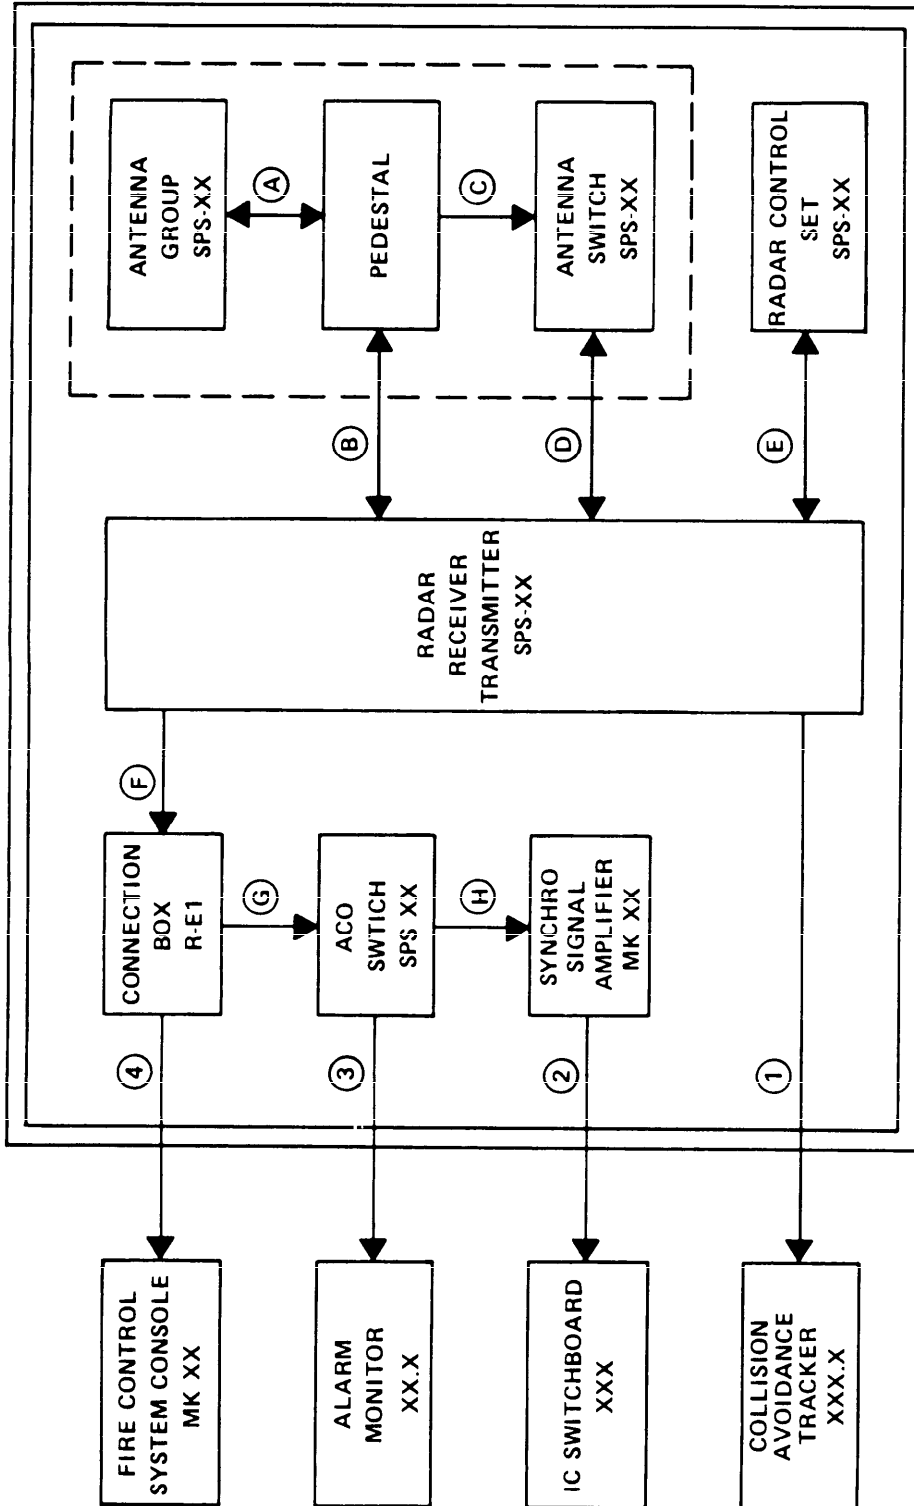 FIRE CONTROL
SYSTEM CONSOLE
MK XX
4
CONNECTION
BOX
R-E1
F
ANTENNA
GROUP
SPS-XX
A
G
ALARM
MONITOR
XX.X
3
ACO
SWTICH
SPS XX
B
PEDESTAL
H
C
RADAR
RECEIVER
TRANSMITTER
SPS-XX
IC SWITCHBOARD
XXX
2
SYNCHRO
SIGNAL
AMPLIFIER
MK XX
D
ANTENNA
SWITCH
SPS-XX
COLLISION
AVOIDANCE
TRACKER
XXX.X
1
E
RADAR CONTROL
SET
SPS-XX